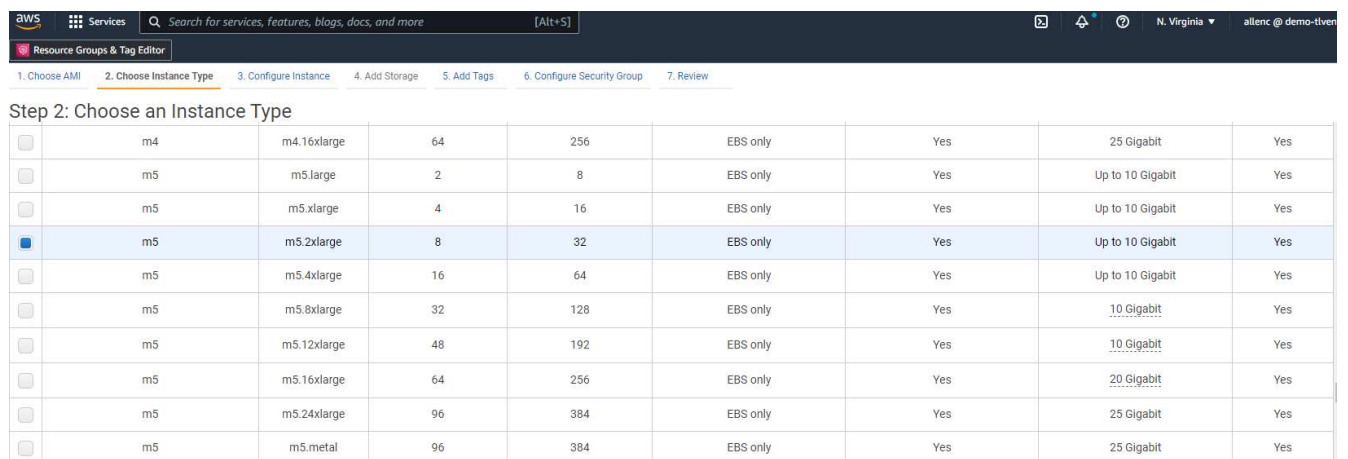 aws Services Search for services, features, blogs, docs, and more [Alt+S] N. Virginia ▼ allenc @ demo-tlven
Resource Groups & Tag Editor
1. Choose AMI 2. Choose Instance Type 3. Configure Instance 4. Add Storage 5. Add Tags 6. Configure Security Group 7. Review
Step 2: Choose an Instance Type
m4 m4.16xlarge 64 256 EBS only Yes 25 Gigabit Yes
m5 m5.large 2 8 EBS only Yes Up to 10 Gigabit Yes
m5 m5.xlarge 4 16 EBS only Yes Up to 10 Gigabit Yes
m5 m5.2xlarge 8 32 EBS only Yes Up to 10 Gigabit Yes
m5 m5.4xlarge 16 64 EBS only Yes Up to 10 Gigabit Yes
m5 m5.8xlarge 32 128 EBS only Yes 10 Gigabit Yes
m5 m5.12xlarge 48 192 EBS only Yes 10 Gigabit Yes
m5 m5.16xlarge 64 256 EBS only Yes 20 Gigabit Yes
m5 m5.24xlarge 96 384 EBS only Yes 25 Gigabit Yes
m5 m5.metal 96 384 EBS only Yes 25 Gigabit Yes